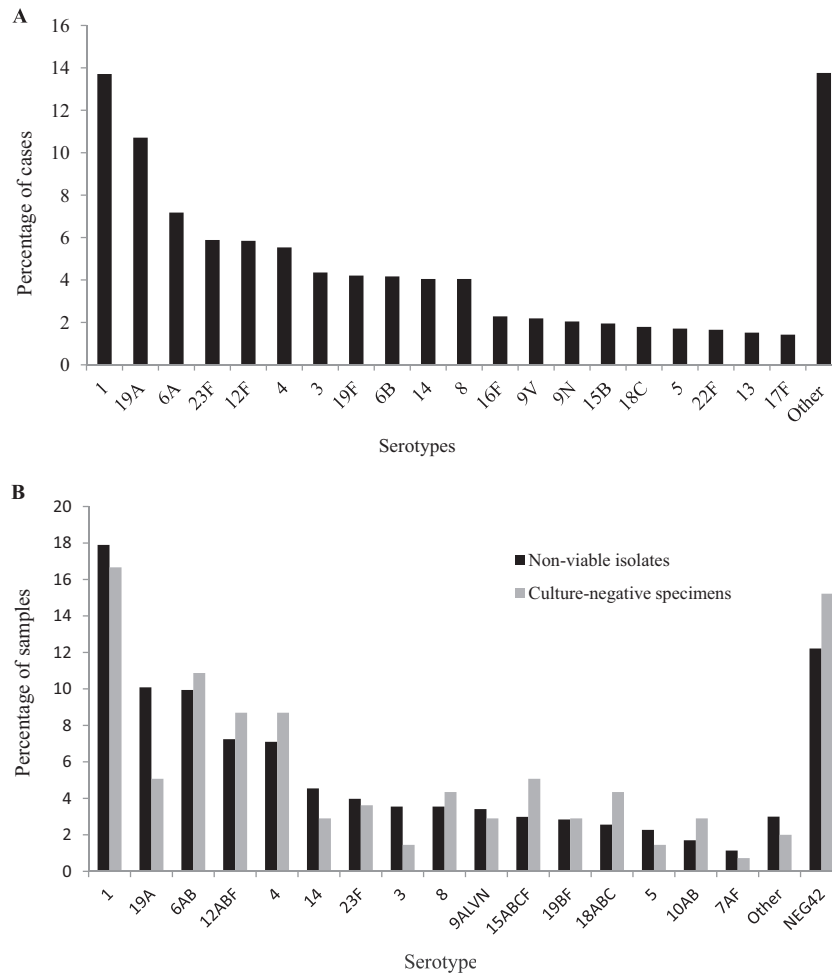 A
16
14
12
10
8
6
4
2
0
Percentage of cases
1 19A 6A 23F 12F 4 3 19F 6B 14 8 16F 9V 9N 15B 18C 5 22F 13 17F Other
Serotypes
B
20
18
16
14
12
10
8
6
4
2
0
Percentage of samples
Non-viable isolates
Culture-negative specimens
1 19A 6AB 12ABF 4 14 23F 3 8 9ALVN 15ABCF 19BF 18ABC 5 10AB 7AF Other NEG42
Serotype